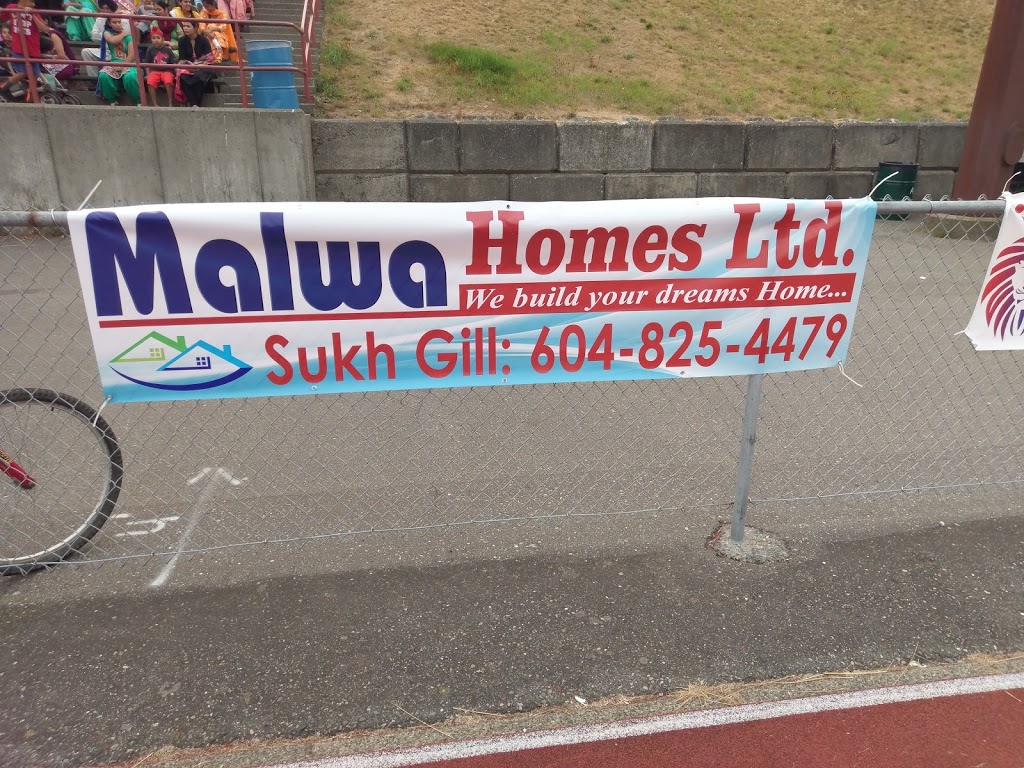 Malwa Homes Ltd.
We build your dreams Home...
Sukh Gill: 604-825-4479